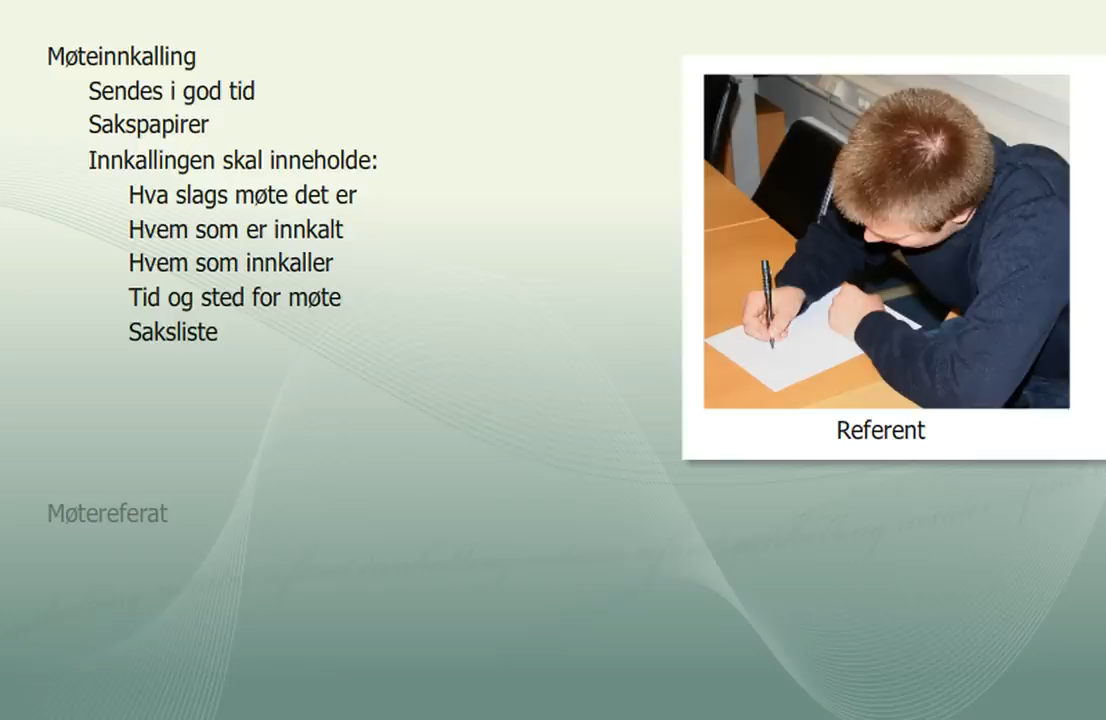 Møteinnkalling
Sendes i god tid
Sakspapirer
Innkallingen skal inneholde:
Hva slags møte det er
Hvem som er innkalt
Hvem som innkaller
Tid og sted for møte
Saksliste
Referent
Møtereferat